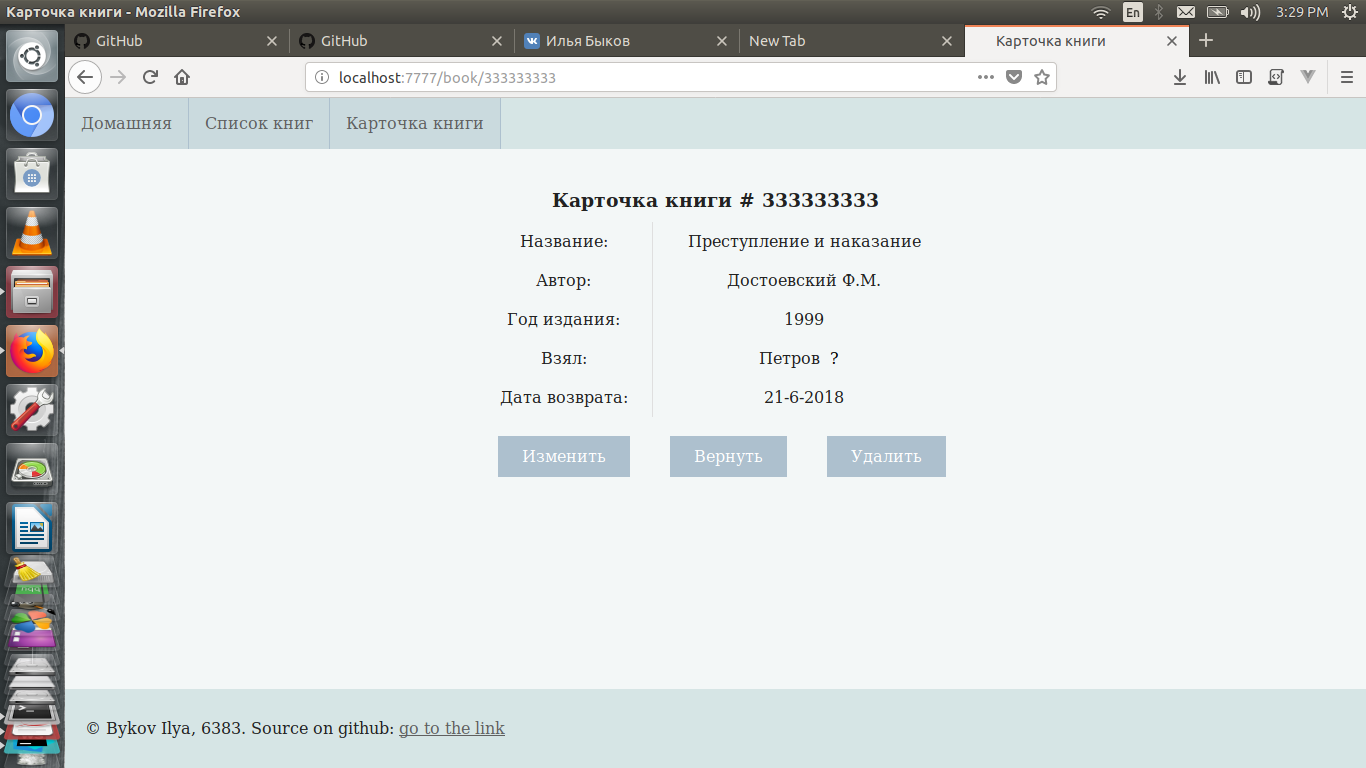 Карточка книги - Mozilla Firefox
En
3:29 PM
GitHub
GitHub
Илья Быков
New Tab
Карточка книги
localhost:7777/book/333333333
Домашняя
Список книг
Карточка книги
Карточка книги # 333333333
Название: Преступление и наказание
Автор: Достоевский Ф.М.
Год издания: 1999
Взял: Петров ?
Дата возврата: 21-6-2018
Изменить
Вернуть
Удалить
© Bykov Ilya, 6383. Source on github: go to the link